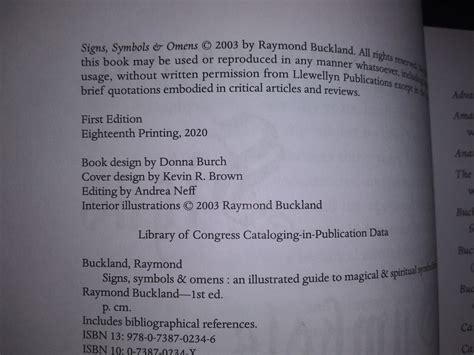 Signs, Symbols & Omens © 2003 by Raymond Buckland. All rights reserved.
this book may be used or reproduced in any manner whatsoever, including
usage, without written permission from Llewellyn Publications except in the
brief quotations embodied in critical articles and reviews.
First Edition
Eighteenth Printing, 2020
Book design by Donna Burch
Cover design by Kevin R. Brown
Editing by Andrea Neff
Interior illustrations © 2003 Raymond Buckland
Library of Congress Cataloging-in-Publication Data
Buckland, Raymond
Signs, symbols & omens : an illustrated guide to magical & spiritual
Raymond Buckland—1st ed.
p. cm.
Includes bibliographical references.
ISBN 13: 978-0-7387-0234-6
ISBN 10: 0-7387-0234-X
The